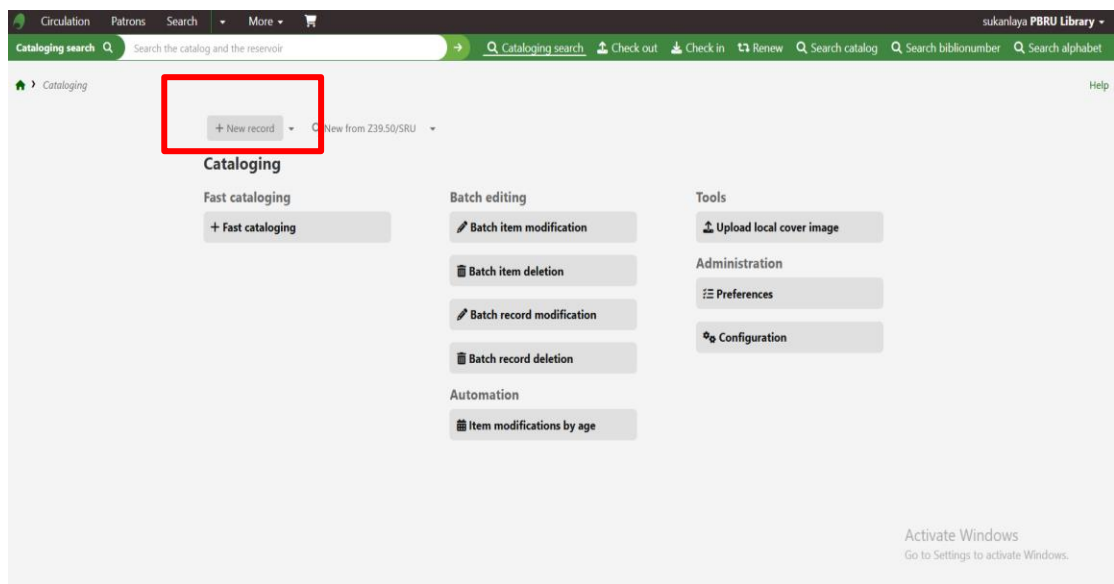 Circulation Patrons Search More sukanlaya PBRU Library
Cataloging search Search the catalog and the reservoir Cataloging search Check out Check in Renew Search catalog Search biblionumber Search alphabet
Cataloging Help
+ New record New from Z39.50/SRU
Cataloging
Fast cataloging Batch editing Tools
+ Fast cataloging Batch item modification Upload local cover image
Batch item deletion Administration
Preferences
Batch record modification
Configuration
Batch record deletion
Automation
Item modifications by age
Activate Windows
Go to Settings to activate Windows.